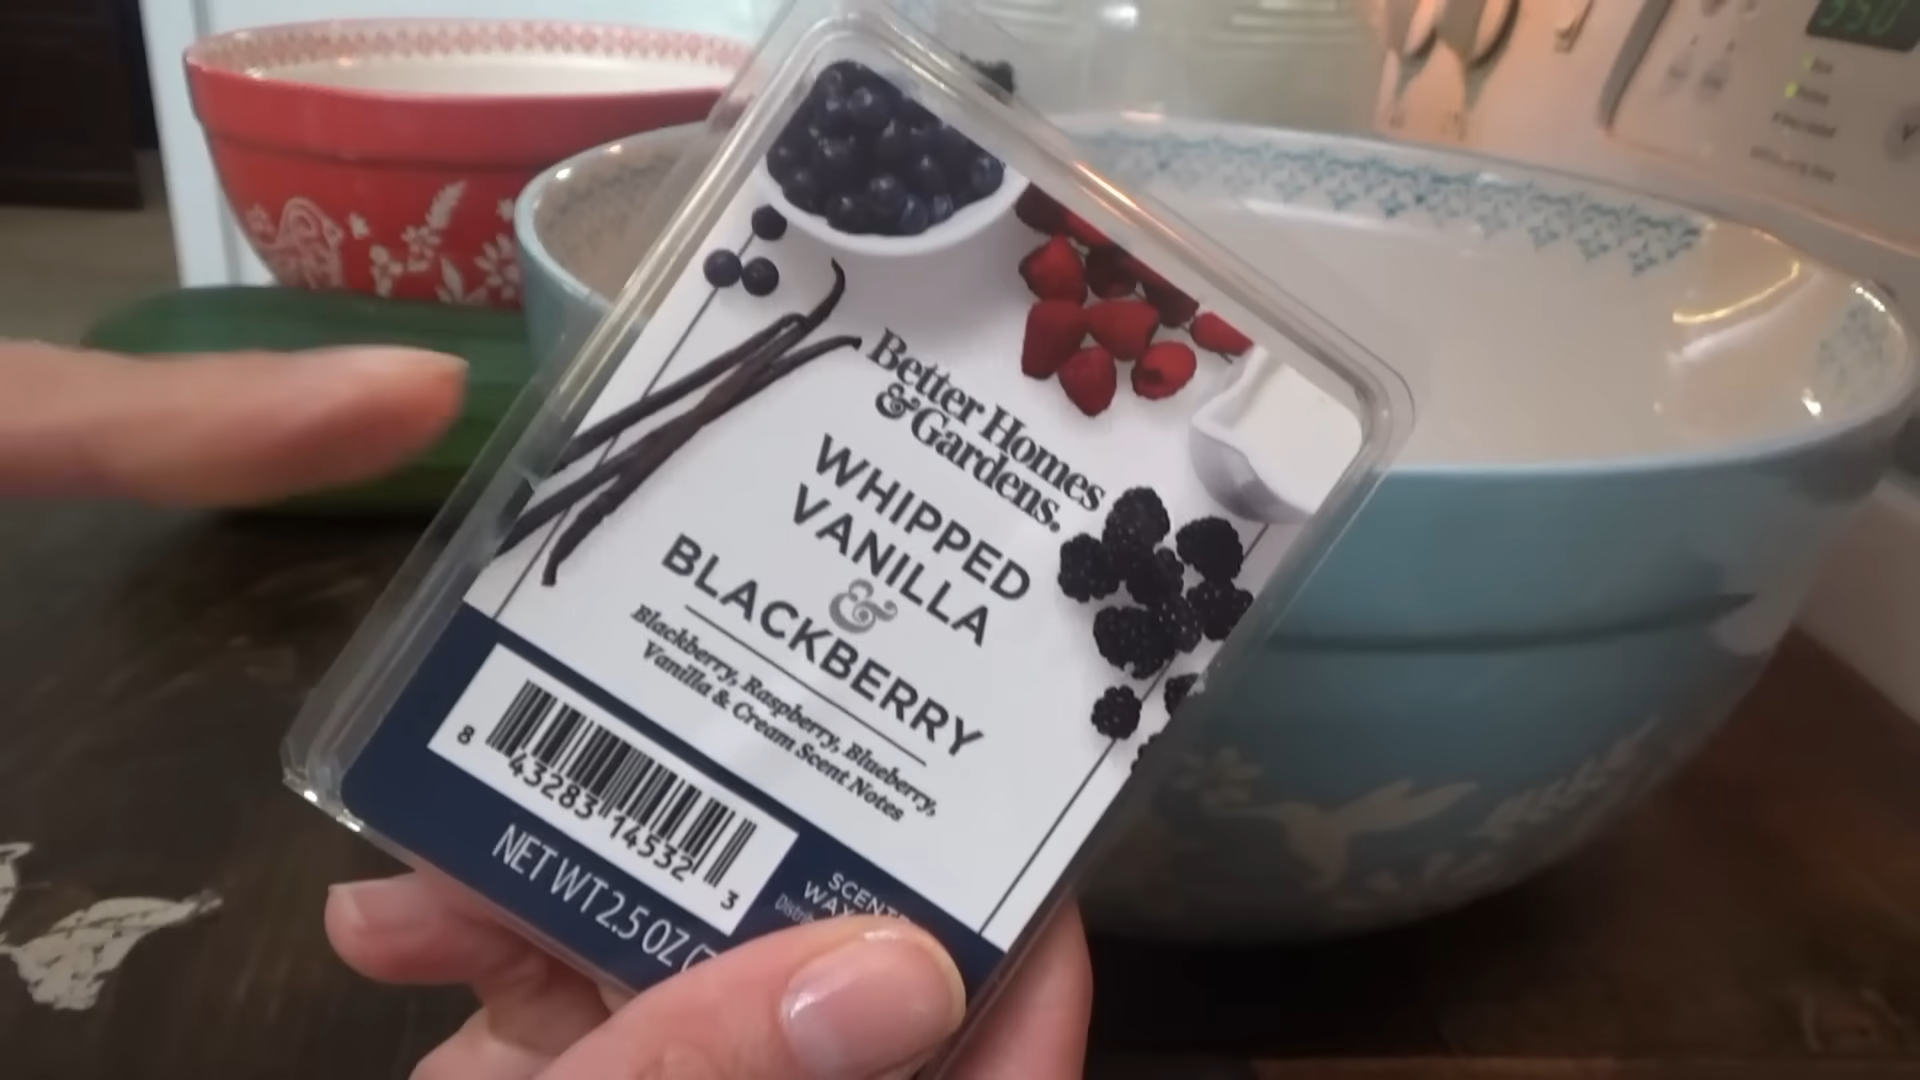 Better Homes
& Gardens.
WHIPPED
VANILLA
&
BLACKBERRY
Blackberry, Raspberry, Blueberry,
Vanilla & Cream Scent Notes
8 43283 14532 3
NET WT 2.5 OZ
350